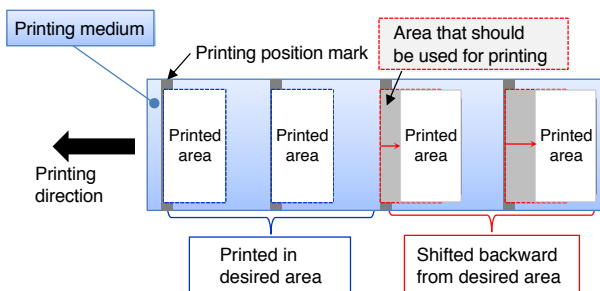 Printing medium
Printing position mark
Area that should
be used for printing
Printed
area
Printed
area
Printed
area
Printed
area
Printing
direction
Printed in
desired area
Shifted backward
from desired area